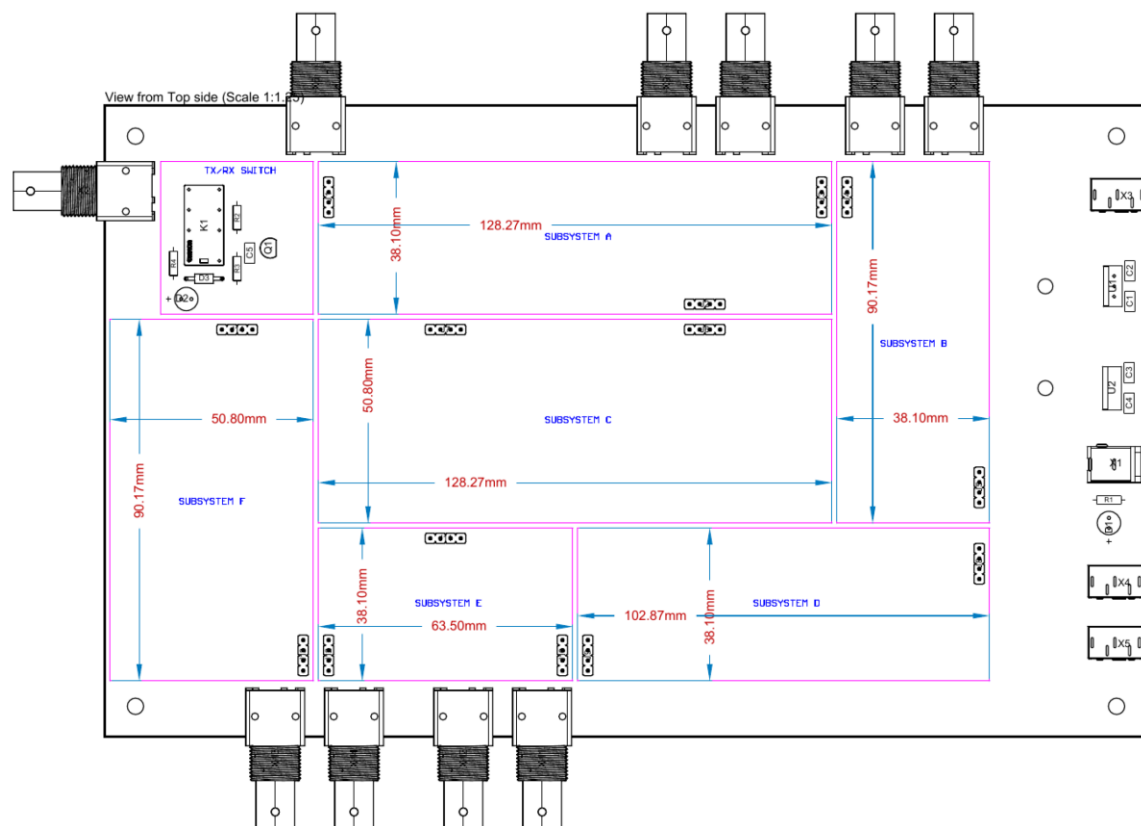 View from Top side (Scale 1:1.25)
TX/RX SWITCH
K1
R2
R4
R3
C5
Q1
D3
+
38.10mm
128.27mm
SUBSYSTEM A
90.17mm
SUBSYSTEM B
38.10mm
X3
C2
U1
C1
C3
U2
C4
50.80mm
SUBSYSTEM C
128.27mm
50.80mm
90.17mm
SUBSYSTEM F
R1
D1
+
38.10mm
SUBSYSTEM E
63.50mm
102.87mm
38.10mm
SUBSYSTEM D
X4
X5